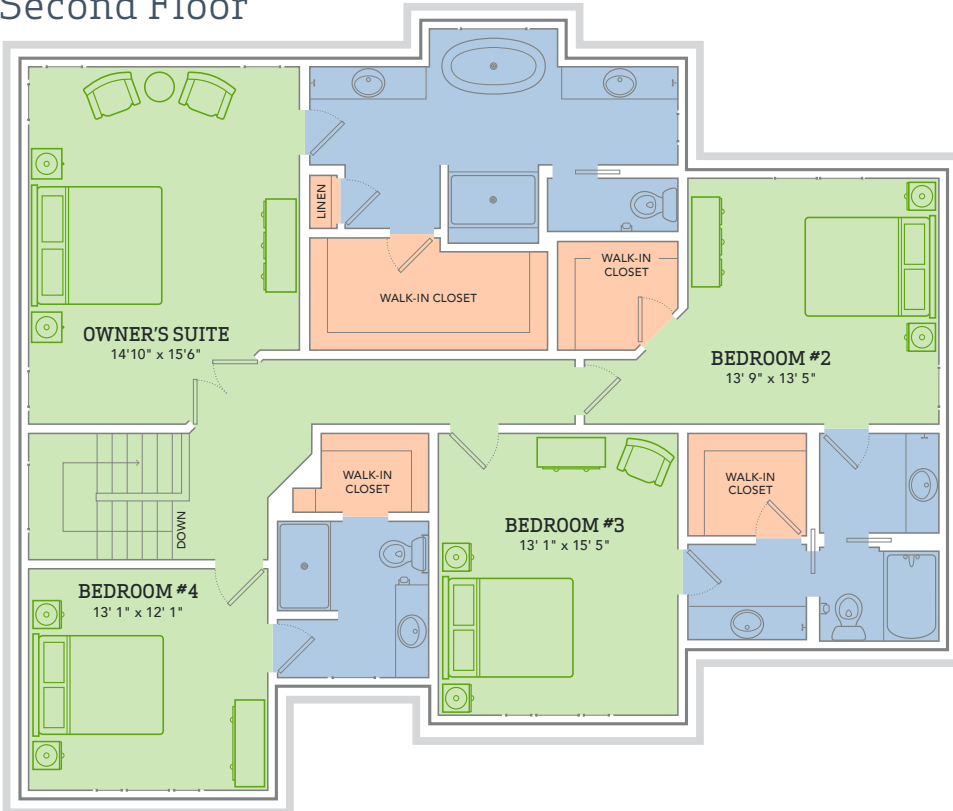 Second Floor
LINEN
WALK-IN CLOSET
WALK-IN
CLOSET
OWNER'S SUITE
14'10" x 15'6"
BEDROOM #2
13' 9" x 13' 5"
WALK-IN
CLOSET
WALK-IN
CLOSET
DOWN
BEDROOM #3
13' 1" x 15' 5"
BEDROOM #4
13' 1" x 12' 1"